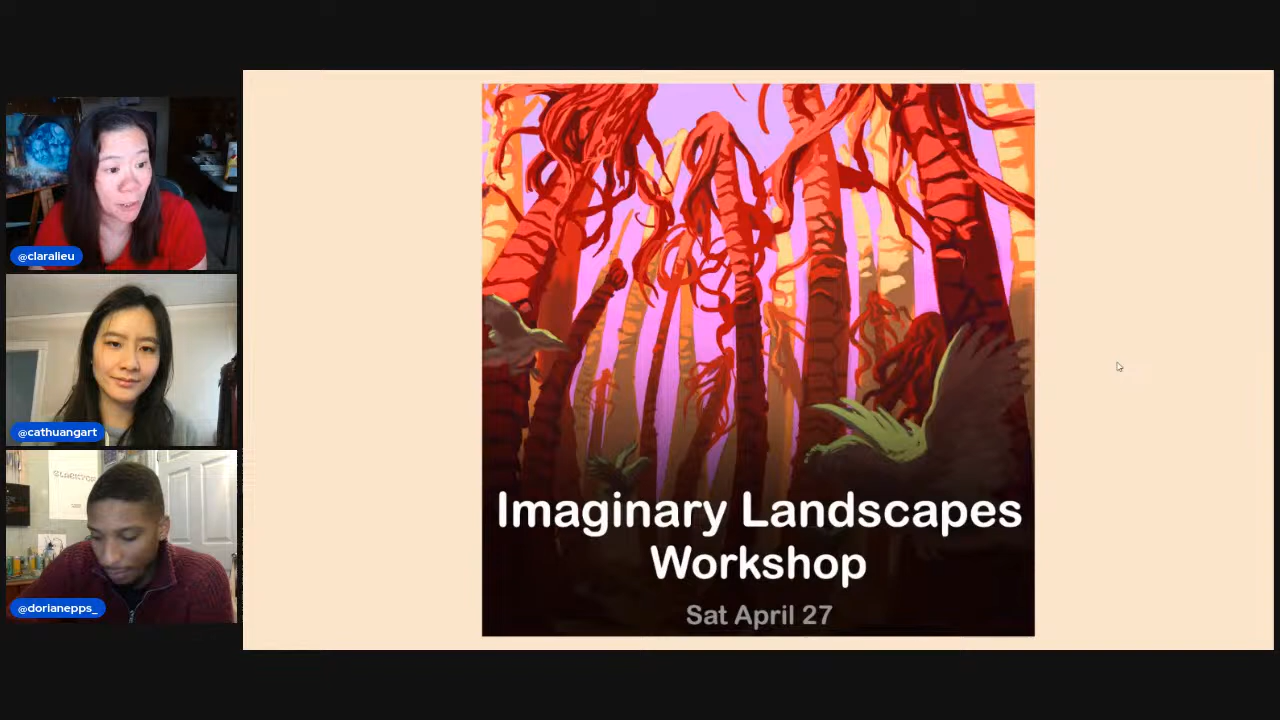 @claralieu
@cathuangart
@dorianepps_
Imaginary Landscapes
Workshop
Sat April 27